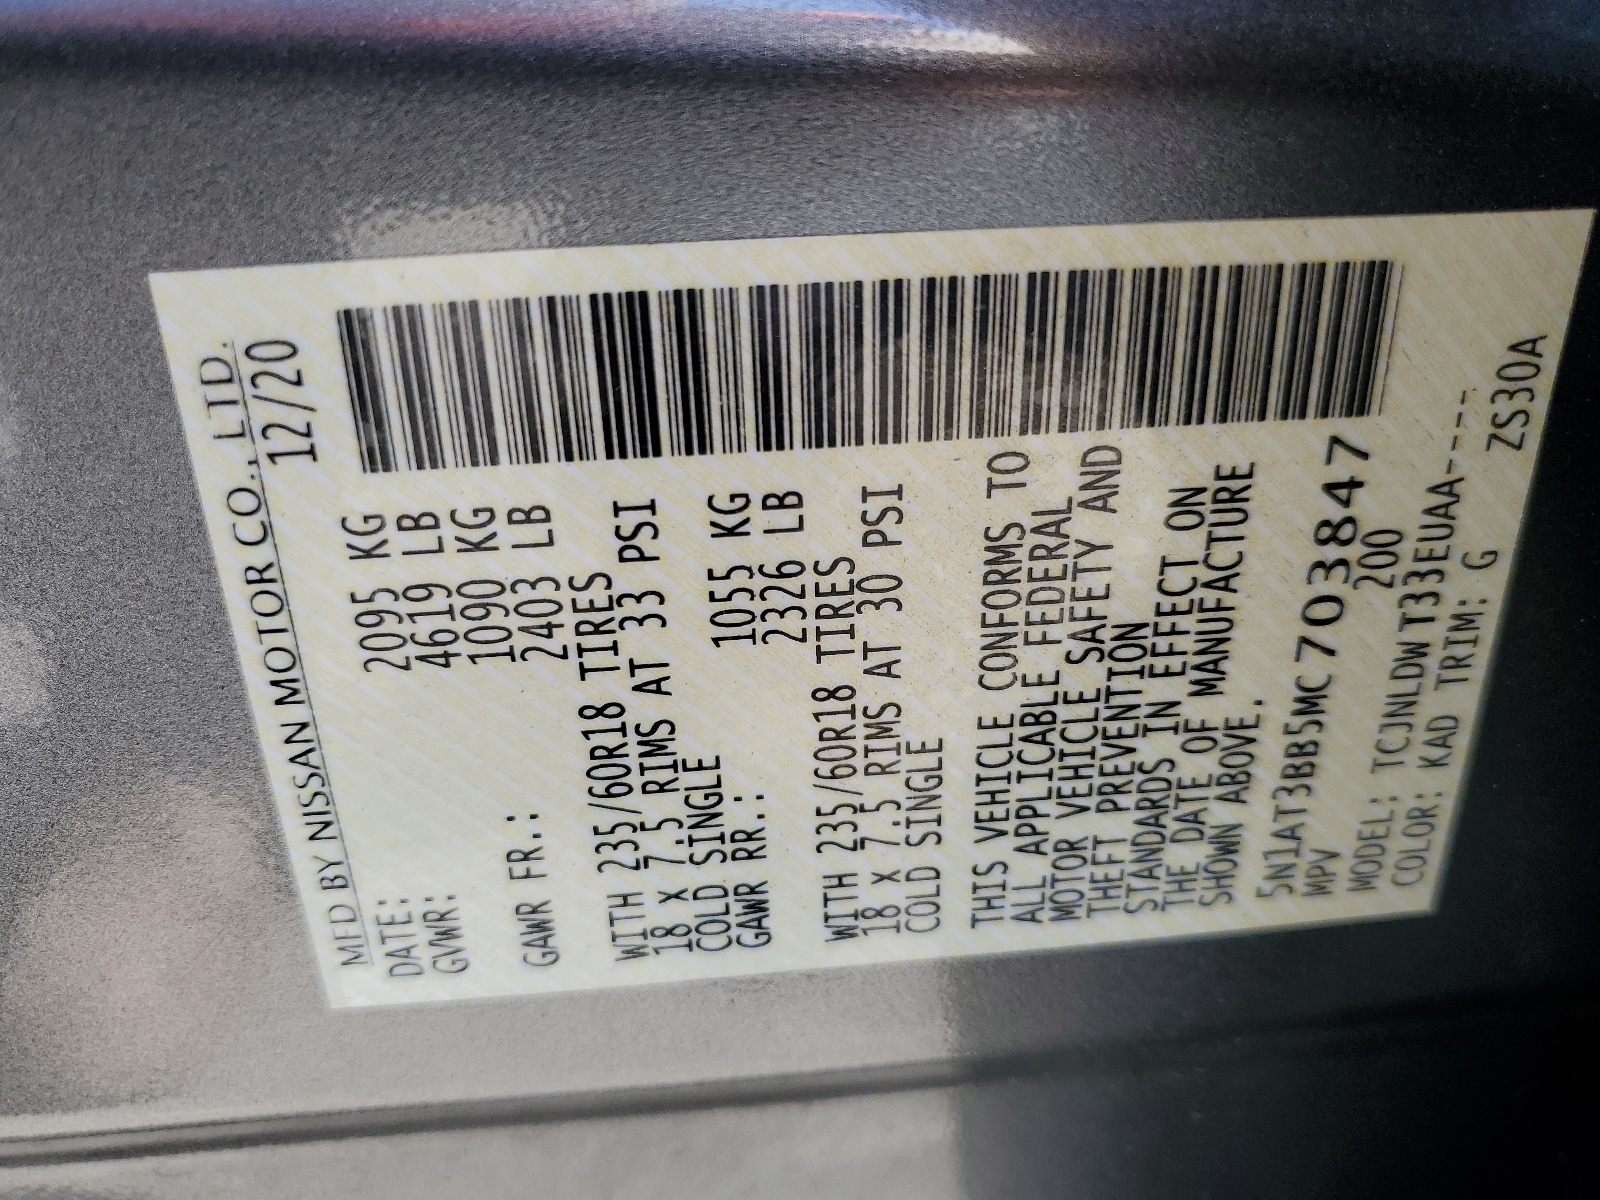 MFD BY NISSAN MOTOR CO., LTD.
DATE: 12/20
GVWR: 2095 KG
4619 LB
1090 KG
GAWR FR.: 2403 LB
WITH 235/60R18 TIRES
18 X 7.5 RIMS AT 33 PSI
COLD SINGLE
GAWR RR.: 1055 KG
2326 LB
WITH 235/60R18 TIRES
18 X 7.5 RIMS AT 30 PSI
COLD SINGLE
THIS VEHICLE CONFORMS TO
ALL APPLICABLE FEDERAL
MOTOR VEHICLE SAFETY AND
THEFT PREVENTION
STANDARDS IN EFFECT ON
THE DATE OF MANUFACTURE
SHOWN ABOVE.
5N1AT3BB5MC703847
MPV 200
MODEL: TCJNLDWT33EUAA----
COLOR: KAD TRIM: G ZS30A